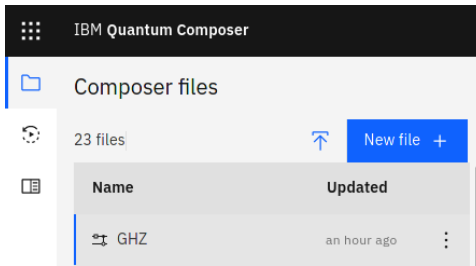 IBM Quantum Composer
Composer files
23 files
New file +
Name Updated
GHZ an hour ago